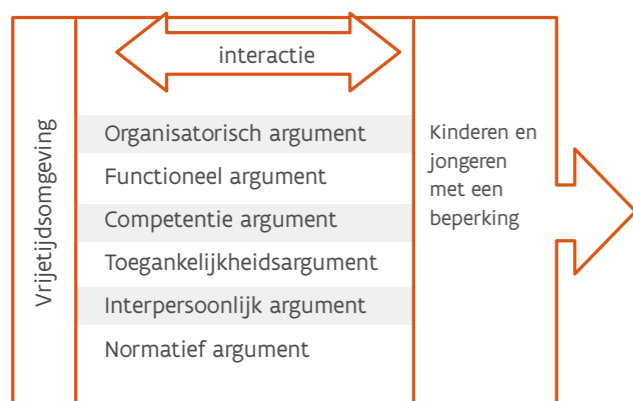 interactie
Vrijetijdsomgeving
Organisatorisch argument
Functioneel argument
Competentie argument
Toegankelijkheidsargument
Interpersoonlijk argument
Normatief argument
Kinderen en
jongeren
met een
beperking